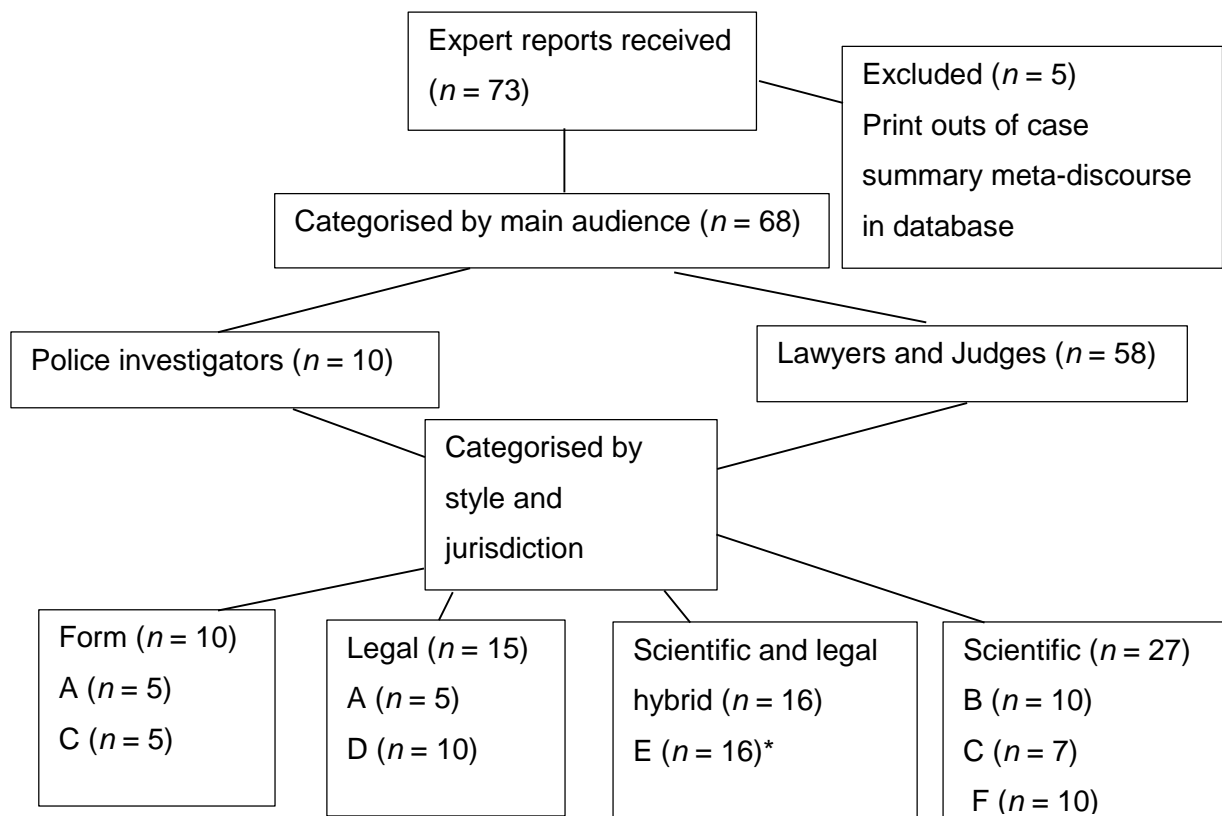 Expert reports received
(n = 73)
Excluded (n = 5)
Print outs of case
summary meta-discourse
in database
Categorised by main audience (n = 68)
Police investigators (n = 10)
Lawyers and Judges (n = 58)
Categorised by
style and
jurisdiction
Form (n = 10)
A (n = 5)
C (n = 5)
Legal (n = 15)
A (n = 5)
D (n = 10)
Scientific and legal
hybrid (n = 16)
E (n = 16)*
Scientific (n = 27)
B (n = 10)
C (n = 7)
F (n = 10)